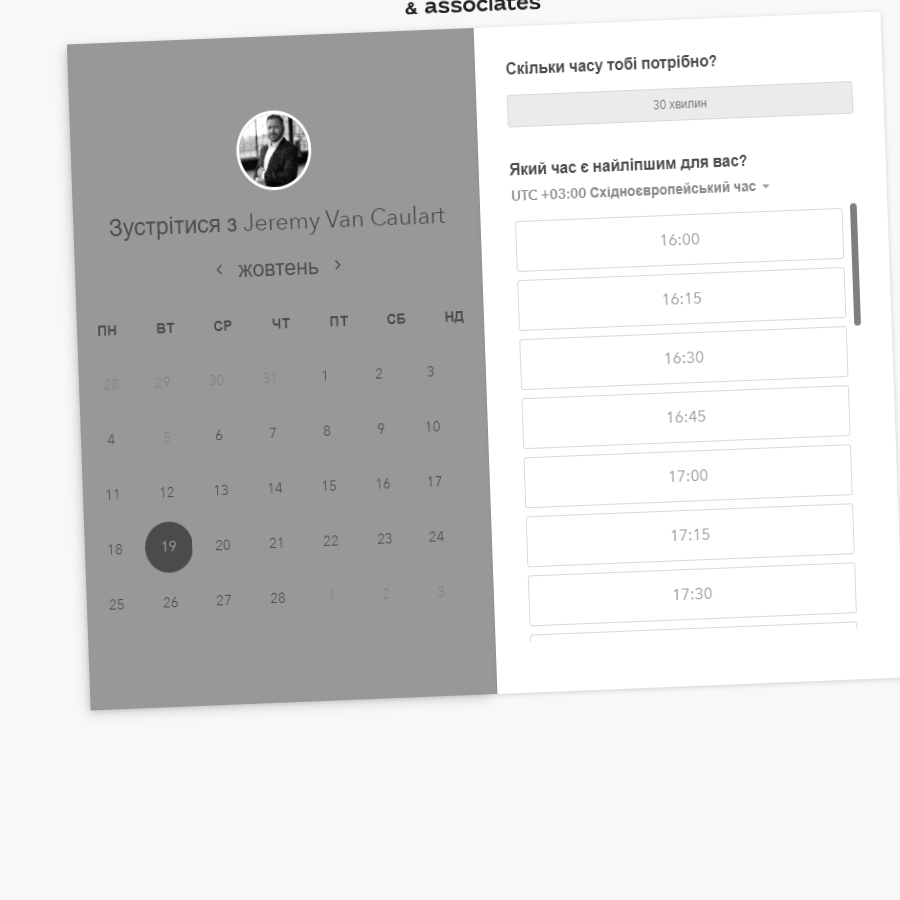 & associates
Зустрітися з Jeremy Van Caulart
‹ жовтень ›
ПН ВТ СР ЧТ ПТ СБ НД
28 29 30 31 1 2 3
4 5 6 7 8 9 10
11 12 13 14 15 16 17
18 19 20 21 22 23 24
25 26 27 28 1 2 3
Скільки часу тобі потрібно?
30 хвилин
Який час є найліпшим для вас?
UTC +03:00 Східноєвропейський час
16:00
16:15
16:30
16:45
17:00
17:15
17:30